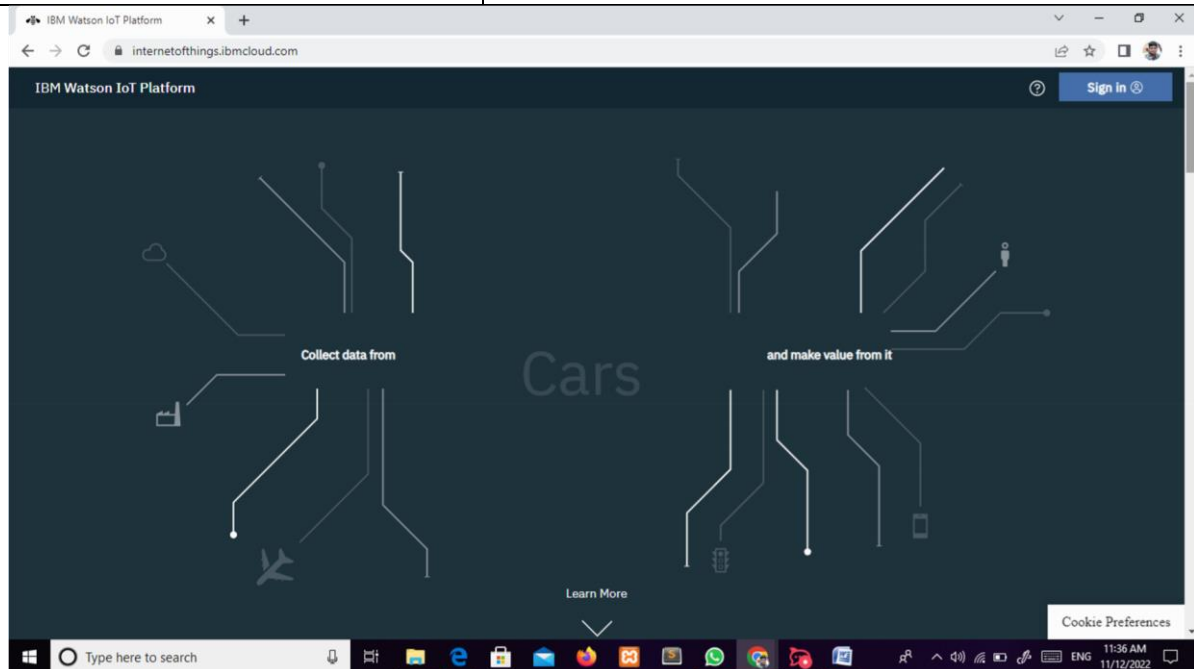 IBM Watson IoT Platform
internetofthings.ibmcloud.com
IBM Watson IoT Platform
Sign in
Collect data from
Cars
and make value from it
Learn More
Cookie Preferences
Type here to search
ENG
11:36 AM
11/12/2022